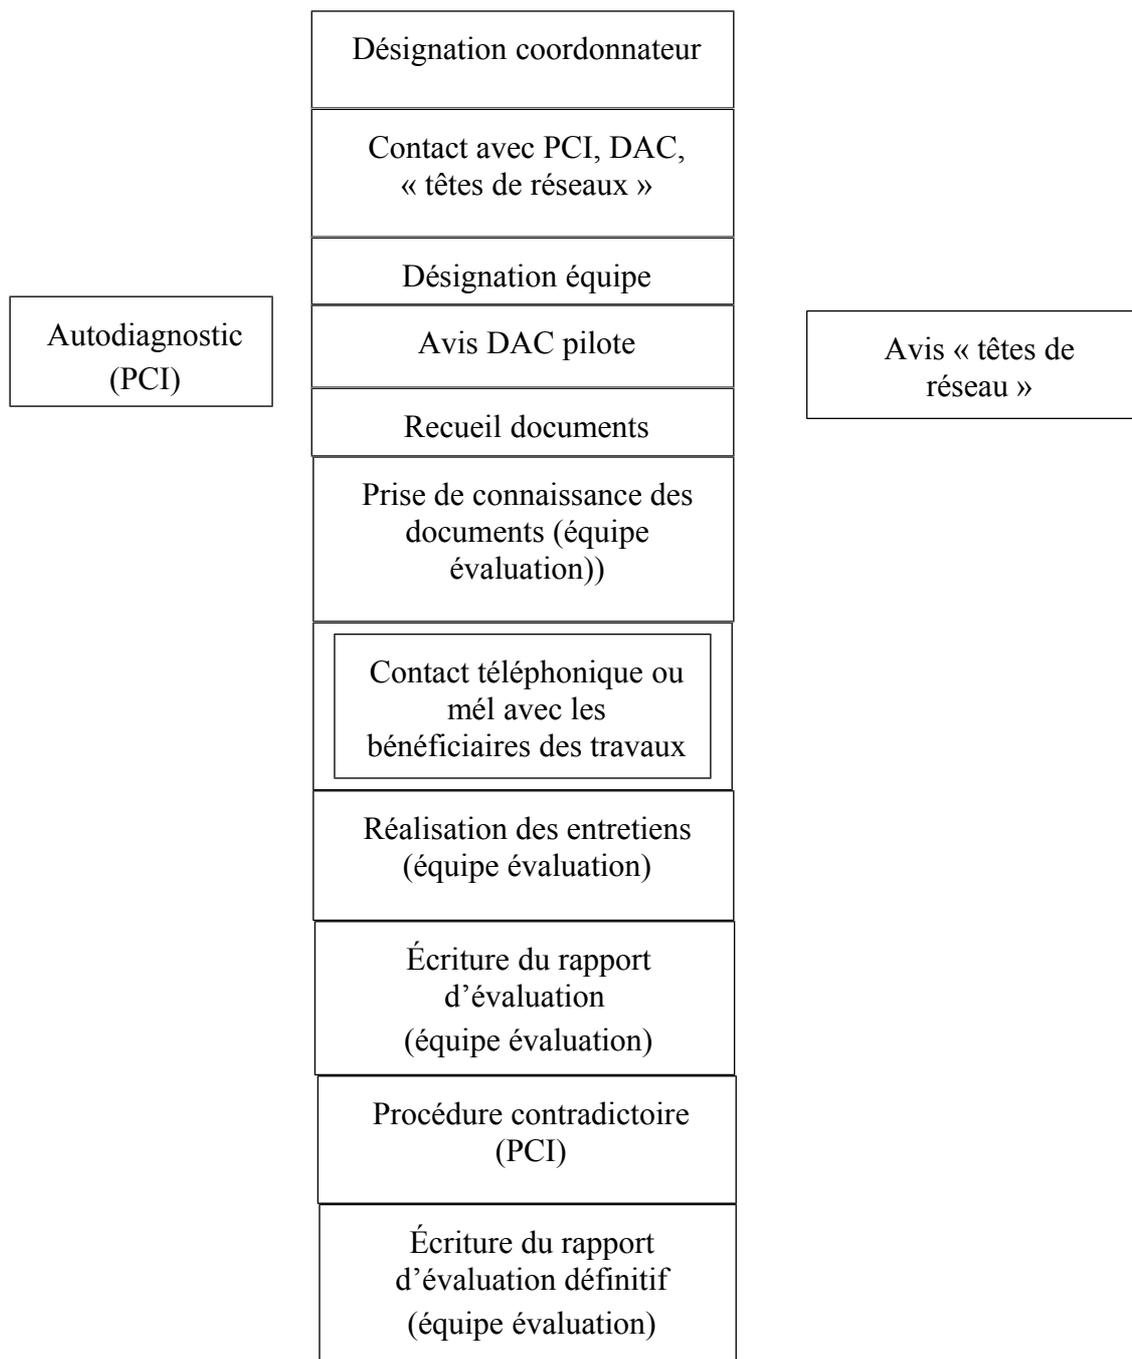 Désignation coordonnateur
Contact avec PCI, DAC,
« têtes de réseaux »
Désignation équipe
Autodiagnostic
(PCI)
Avis DAC pilote
Avis « têtes de
réseau »
Recueil documents
Prise de connaissance des
documents (équipe
évaluation))
Contact téléphonique ou
mél avec les
bénéficiaires des travaux
Réalisation des entretiens
(équipe évaluation)
Écriture du rapport
d’évaluation
(équipe évaluation)
Procédure contradictoire
(PCI)
Écriture du rapport
d’évaluation définitif
(équipe évaluation)